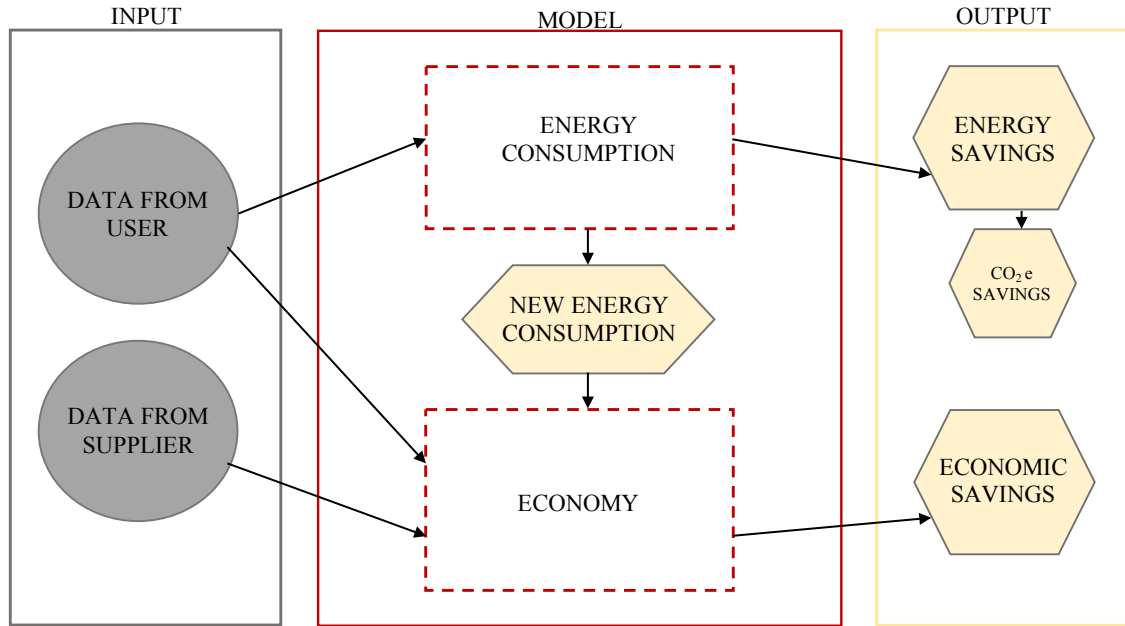 INPUT
MODEL
OUTPUT
DATA FROM
USER
DATA FROM
SUPPLIER
ENERGY
CONSUMPTION
NEW ENERGY
CONSUMPTION
ECONOMY
ENERGY
SAVINGS
CO₂ e
SAVINGS
ECONOMIC
SAVINGS